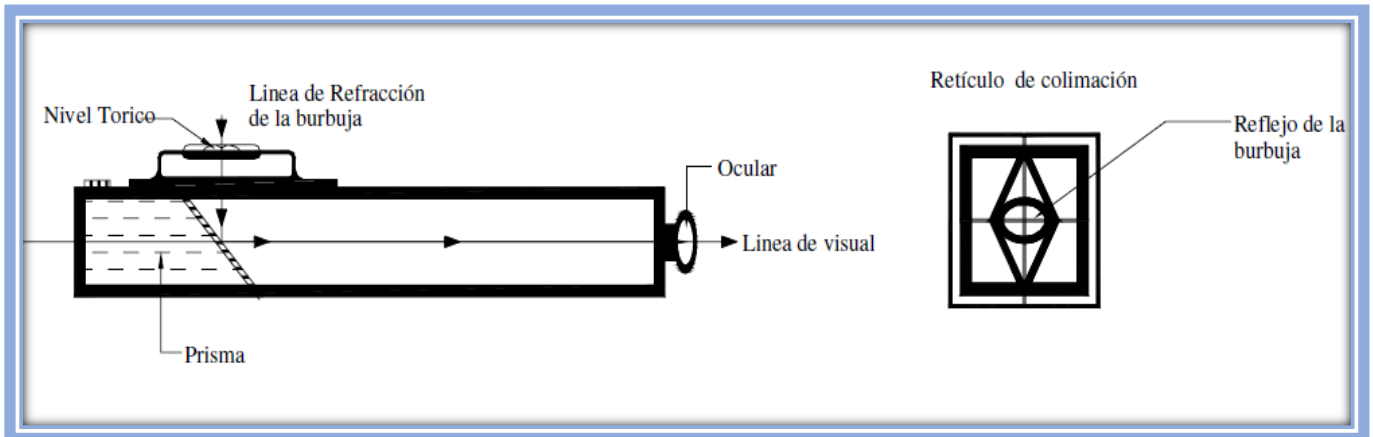 Nivel Torico
Linea de Refracción
de la burbuja
Ocular
Linea de visual
Prisma
Retículo de colimación
Reflejo de la
burbuja